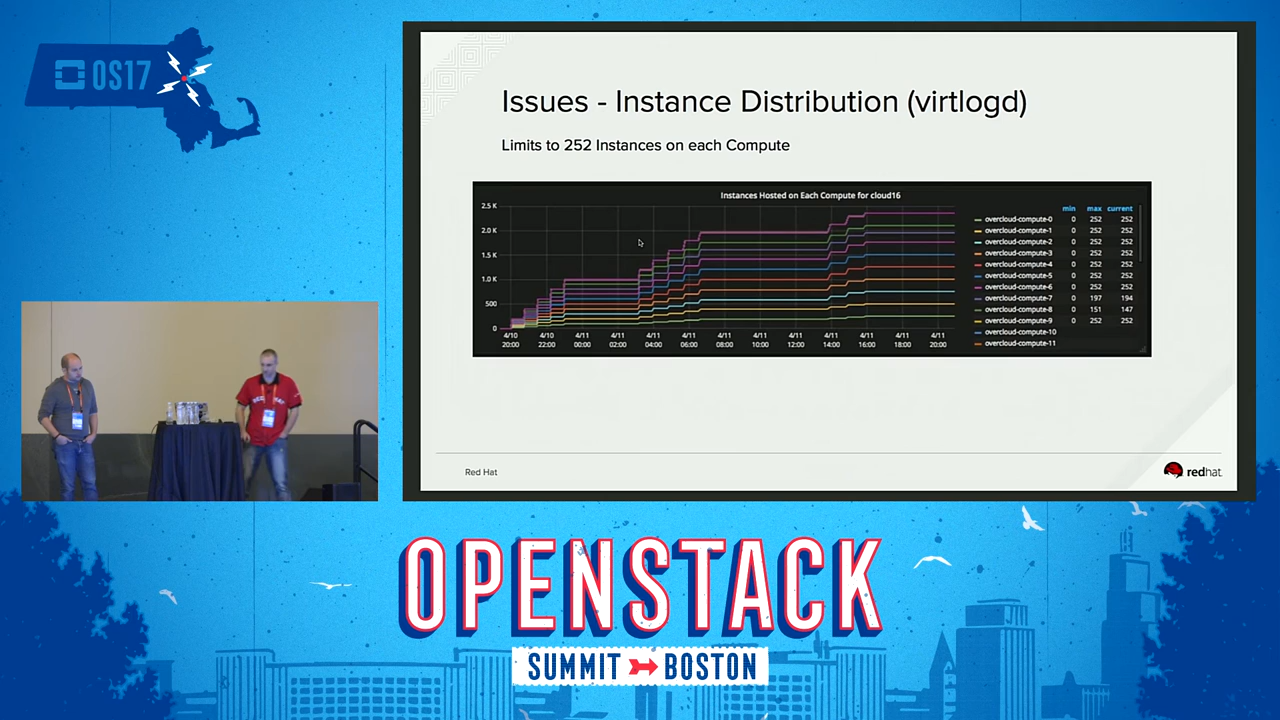 OS17
Issues - Instance Distribution (virtlogd)
Limits to 252 Instances on each Compute
Instances Hosted on Each Compute for cloud16
2.5 K
2.0 K
1.5 K
1.0 K
500
0
4/10 20:00
4/10 22:00
4/11 00:00
4/11 02:00
4/11 04:00
4/11 06:00
4/11 08:00
4/11 10:00
4/11 12:00
4/11 14:00
4/11 16:00
4/11 18:00
4/11 20:00
min max current
overcloud-compute-0 0 252 252
overcloud-compute-1 0 252 252
overcloud-compute-2 0 252 252
overcloud-compute-3 0 252 252
overcloud-compute-4 0 252 252
overcloud-compute-5 0 252 252
overcloud-compute-6 0 252 252
overcloud-compute-7 0 197 194
overcloud-compute-8 0 151 147
overcloud-compute-9 0 252 252
overcloud-compute-10
overcloud-compute-11
Red Hat
redhat
OPENSTACK
SUMMIT BOSTON